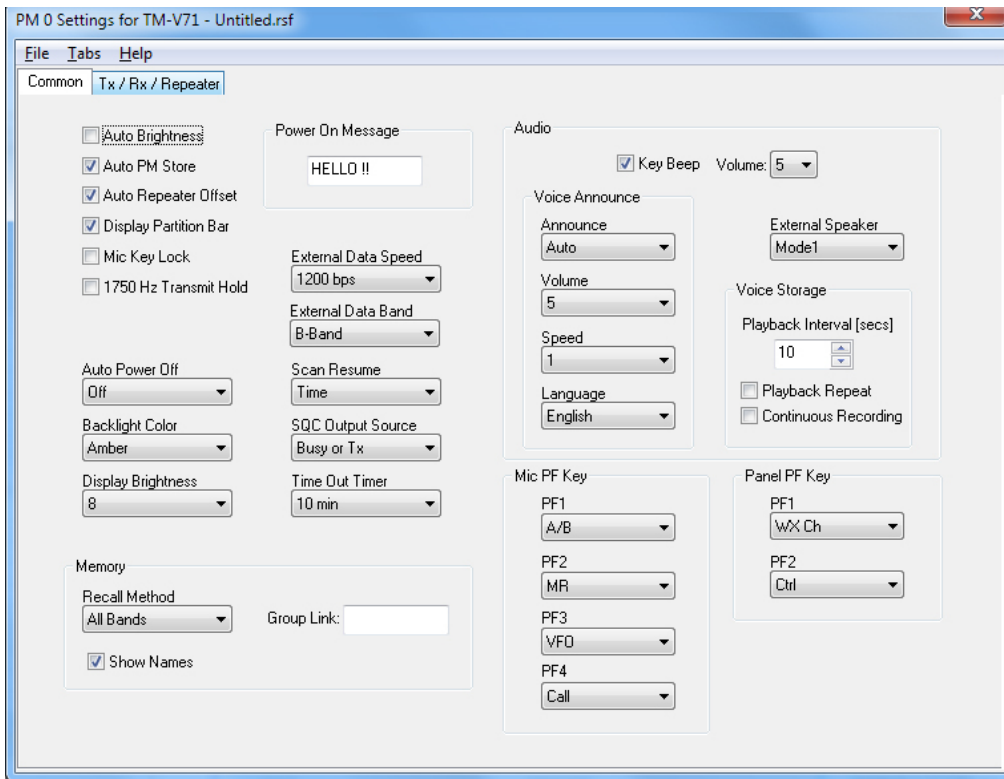 PM 0 Settings for TM-V71 - Untitled.rsf
File Tabs Help
Common Tx / Rx / Repeater
Auto Brightness
Auto PM Store
Auto Repeater Offset
Display Partition Bar
Mic Key Lock
1750 Hz Transmit Hold
Power On Message
HELLO !!
External Data Speed
1200 bps
External Data Band
B-Band
Auto Power Off
Off
Backlight Color
Amber
Display Brightness
8
Scan Resume
Time
SQC Output Source
Busy or Tx
Time Out Timer
10 min
Memory
Recall Method
All Bands
Group Link:
Show Names
Audio
Key Beep Volume: 5
Voice Announce
Announce
Auto
Volume
5
Speed
1
Language
English
External Speaker
Mode1
Voice Storage
Playback Interval [secs]
10
Playback Repeat
Continuous Recording
Mic PF Key
PF1
A/B
PF2
MR
PF3
VFO
PF4
Call
Panel PF Key
PF1
WX Ch
PF2
Ctrl